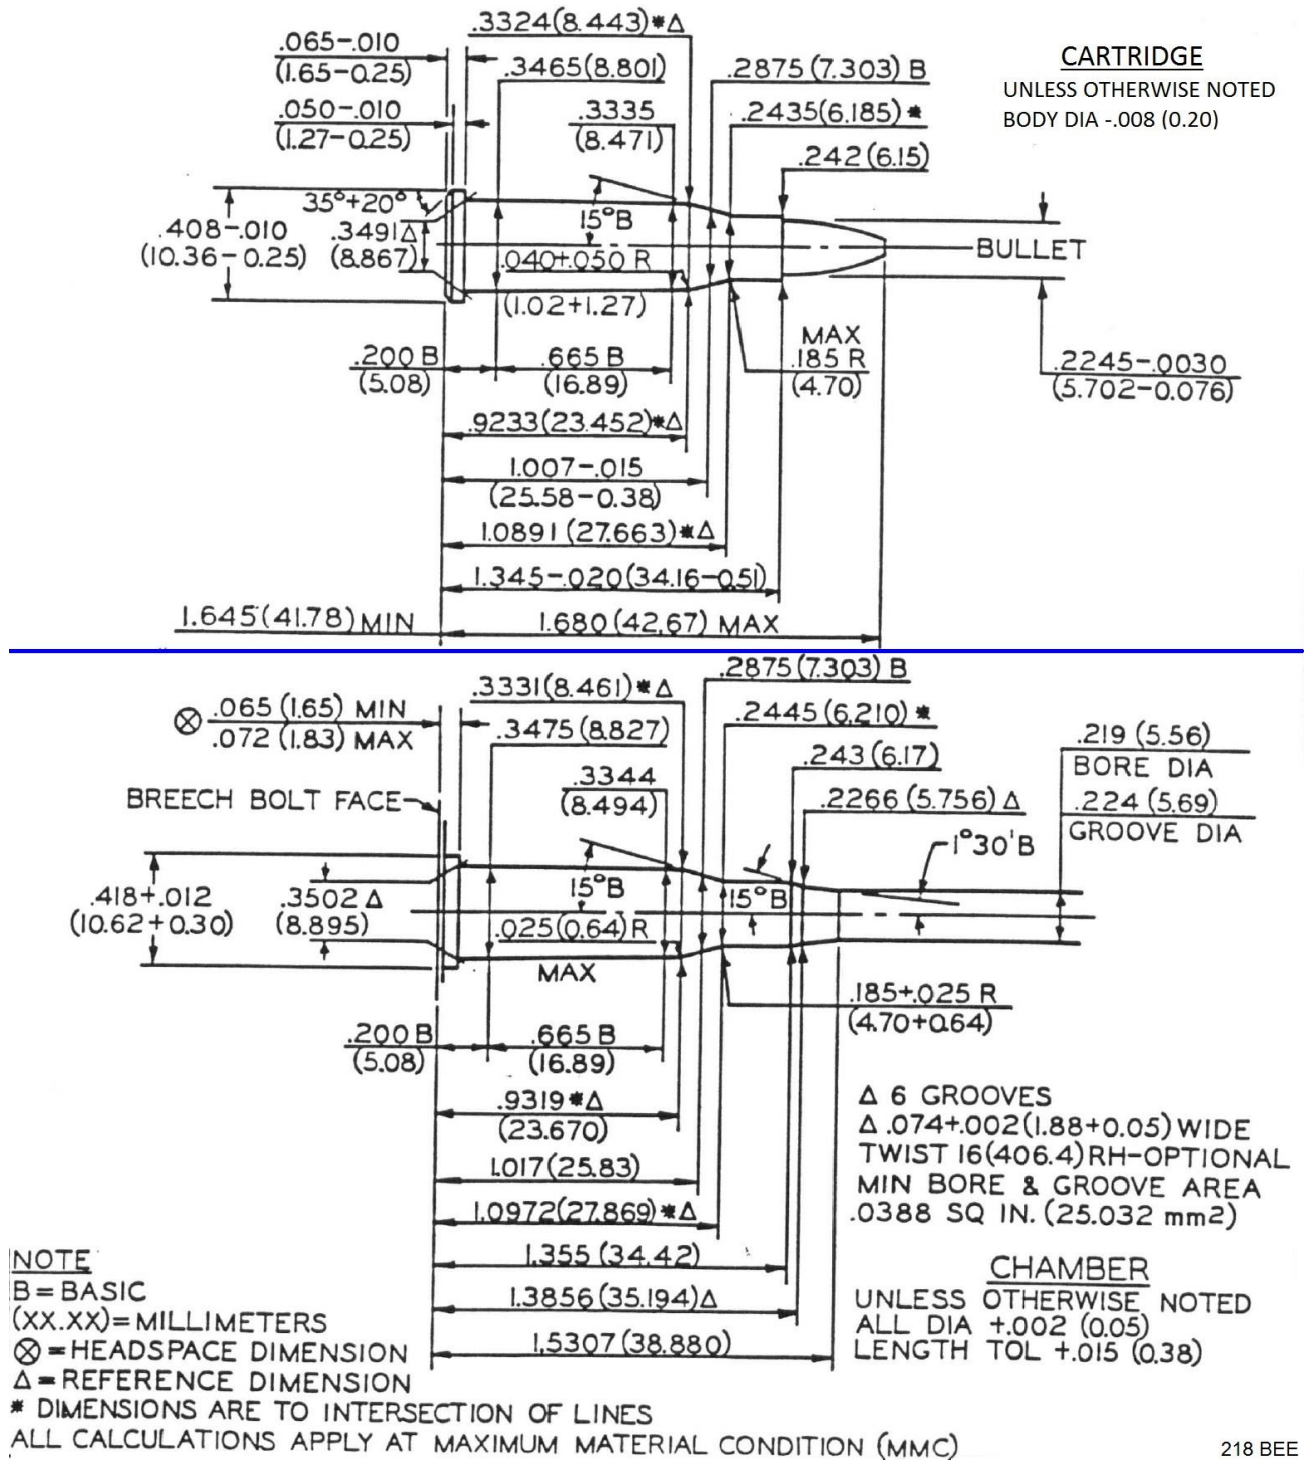 .3324(8.443)*Δ
.065-.010
(1.65-0.25)
.3465(8.801)
.2875(7.303) B
CARTRIDGE
UNLESS OTHERWISE NOTED
BODY DIA -.008 (0.20)
.050-.010
(1.27-0.25)
.3335
(8.471)
.2435(6.185)*
.242(6.15)
35°+20°
15°B
.408-.010
(10.36-0.25)
.3491Δ
(8.867)
.040+.050 R
(1.02+1.27)
BULLET
.200 B
(5.08)
.665 B
(16.89)
MAX
.185 R
(4.70)
.2245-.0030
(5.702-0.076)
.9233(23.452)*Δ
1.007-.015
(25.58-0.38)
1.0891(27.663)*Δ
1.345-.020(34.16-0.51)
1.645(41.78) MIN
1.680(42,67) MAX
.2875(7.303) B
.3331(8.461)*Δ
⊗ .065 (1.65) MIN
.072 (1.83) MAX
.3475(8.827)
.2445(6.210)*
.243(6.17)
.219 (5.56)
BORE DIA
.3344
(8.494)
.2266(5.756)Δ
.224 (5.69)
GROOVE DIA
BREECH BOLT FACE
1°30'B
15°B
15°B
.418+.012
(10.62+0.30)
.3502 Δ
(8.895)
.025(0.64)R
MAX
.185+.025 R
(4.70+0.64)
.200 B
(5.08)
.665 B
(16.89)
.9319*Δ
(23.670)
1.017(25.83)
1.0972(27.869)*Δ
1.355(34.42)
1.3856(35.194)Δ
1,5307(38.880)
Δ 6 GROOVES
Δ .074+.002(1.88+0.05) WIDE
TWIST 16(406.4)RH-OPTIONAL
MIN BORE & GROOVE AREA
.0388 SQ IN. (25.032 mm2)
CHAMBER
UNLESS OTHERWISE NOTED
ALL DIA +.002 (0.05)
LENGTH TOL +.015 (0.38)
NOTE
B = BASIC
(XX.XX)= MILLIMETERS
⊗ = HEADSPACE DIMENSION
Δ = REFERENCE DIMENSION
* DIMENSIONS ARE TO INTERSECTION OF LINES
ALL CALCULATIONS APPLY AT MAXIMUM MATERIAL CONDITION (MMC)
218 BEE